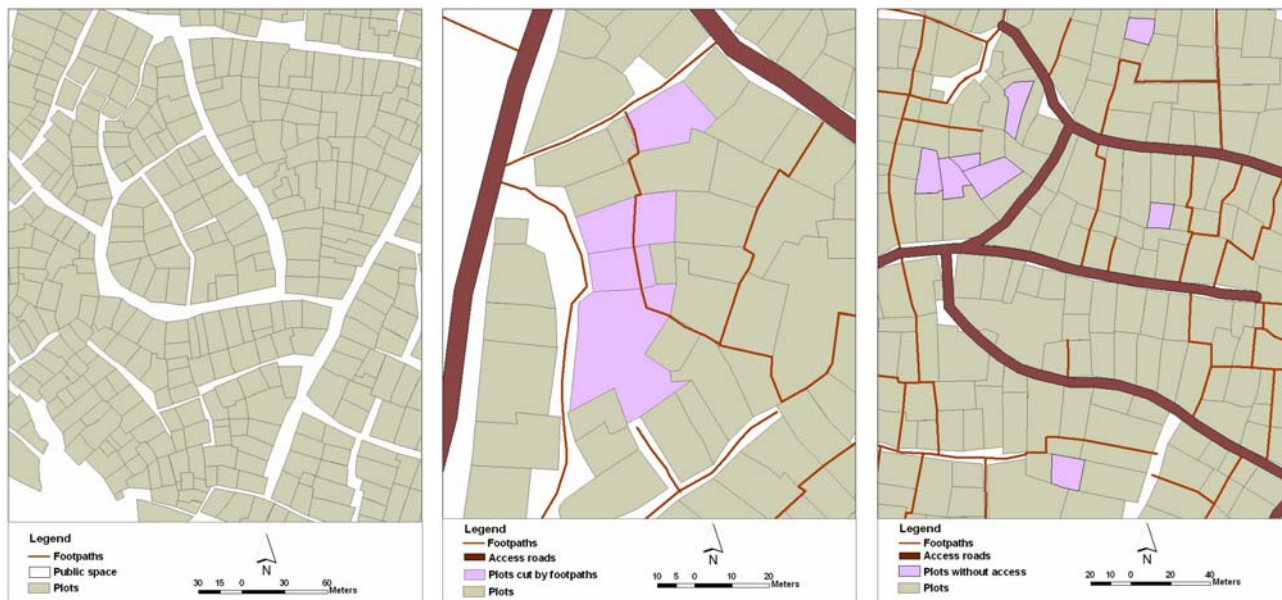 Legend
Footpaths
Public space
Plots
N
30 15 0 30 60
Meters
Legend
Footpaths
Access roads
Plots cut by footpaths
Plots
N
10 5 0 10 20
Meters
Legend
Footpaths
Access roads
Plots without access
Plots
N
20 10 0 20 40
Meters